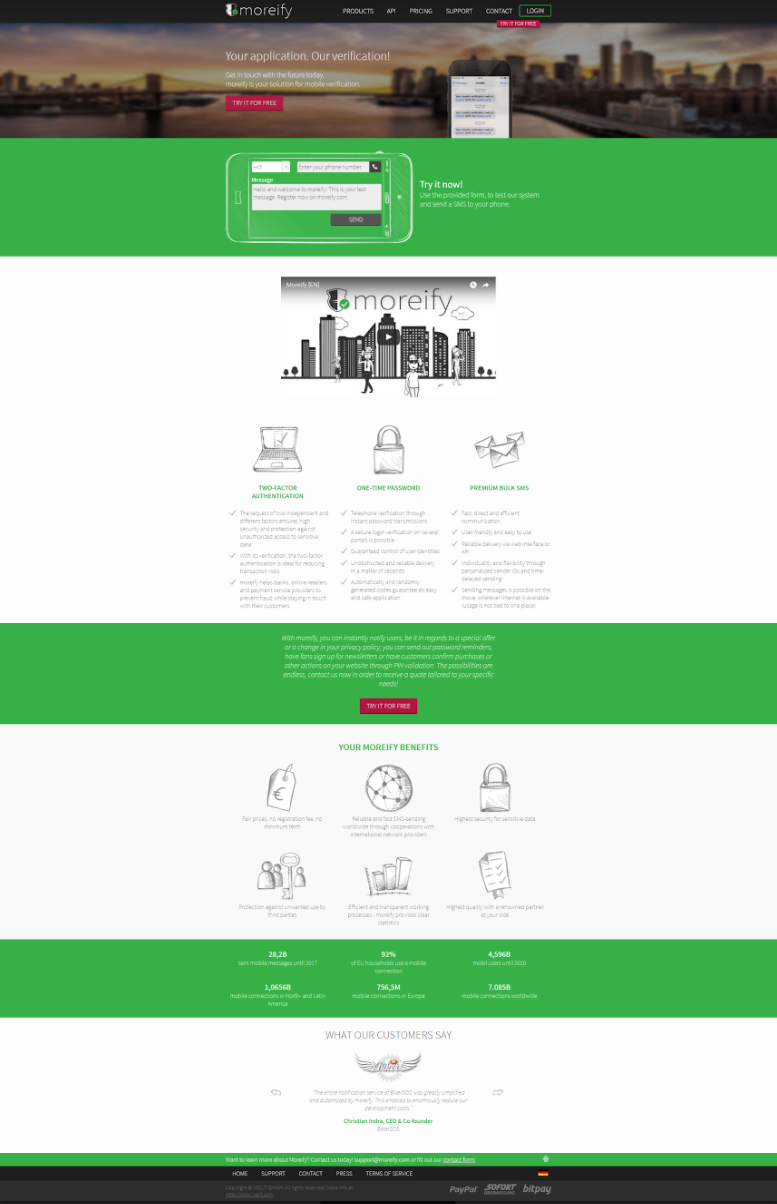 moreify
PRODUCTS API PRICING SUPPORT CONTACT LOGIN
TRY IT FOR FREE
Your application. Our verification!
Get in touch with the future today.
moreify is your solution for mobile verification.
TRY IT FOR FREE
Enter your phone number
Message
Hello and welcome to moreify! This is your test
message. Register now on moreify.com
SEND
Try it now!
Use the provided form, to test our system
and send a SMS to your phone.
Moreify [EN]
moreify
TWO-FACTOR
AUTHENTICATION
The request of two independent and
different factors ensures high
security and protection against
unauthorized access to sensitive
data
With its verification, the two-factor
authentication is ideal for reducing
transaction risks
moreify helps banks, online retailers
and payment service providers to
prevent fraud while staying in touch
with their customers
ONE-TIME PASSWORD
Telephone verification through
instant password transmissions
A secure login verification on several
portals is possible
Guaranteed control of user identities
Unobstructed and reliable delivery
in a matter of seconds
Automatically and randomly
generated codes guarantee an easy
and safe application
PREMIUM BULK SMS
Fast, direct and efficient
communication
User-friendly and easy to use
Reliable delivery via web interface or
API
Individuality and flexibility through
personalized sender IDs and time-
delayed sending
Sending messages is possible on the
move, wherever internet is available
(usage is not tied to one place)
With moreify, you can instantly notify users, be it in regards to a special offer
or a change in your privacy policy, you can send out password reminders,
have fans sign up for newsletters or have customers confirm purchases or
other actions on your website through PIN validation. The possibilities are
endless, contact us now in order to receive a quote tailored to your specific
needs!
TRY IT FOR FREE
YOUR MOREIFY BENEFITS
Fair prices, no registration fee, no
minimum term
Reliable and fast SMS-sending
worldwide through cooperations with
international network providers
Highest security for sensitive data
Protection against unwanted use by
third parties
Efficient and transparent working
processes - moreify provides clear
statistics
Highest quality with a renowned partner
at your side
28,2B
sent mobile messages until 2017
92%
of EU households use a mobile
connection
4,596B
mobil users until 2020
1,0656B
mobile connections in North- and Latin
America
756,5M
mobile connections in Europe
7.085B
mobile connections worldwide
WHAT OUR CUSTOMERS SAY
"The entire notification service of BikerSOS was greatly simplified
and automated by moreify. This enabled to enormously reduce our
development costs."
Christian Indra, CEO & Co-founder
BikerSOS
Want to learn more about Moreify? Contact us today! support@moreify.com or fill out our contact form.
HOME SUPPORT CONTACT PRESS TERMS OF SERVICE
PayPal SOFORT ÜBERWEISUNG bitpay